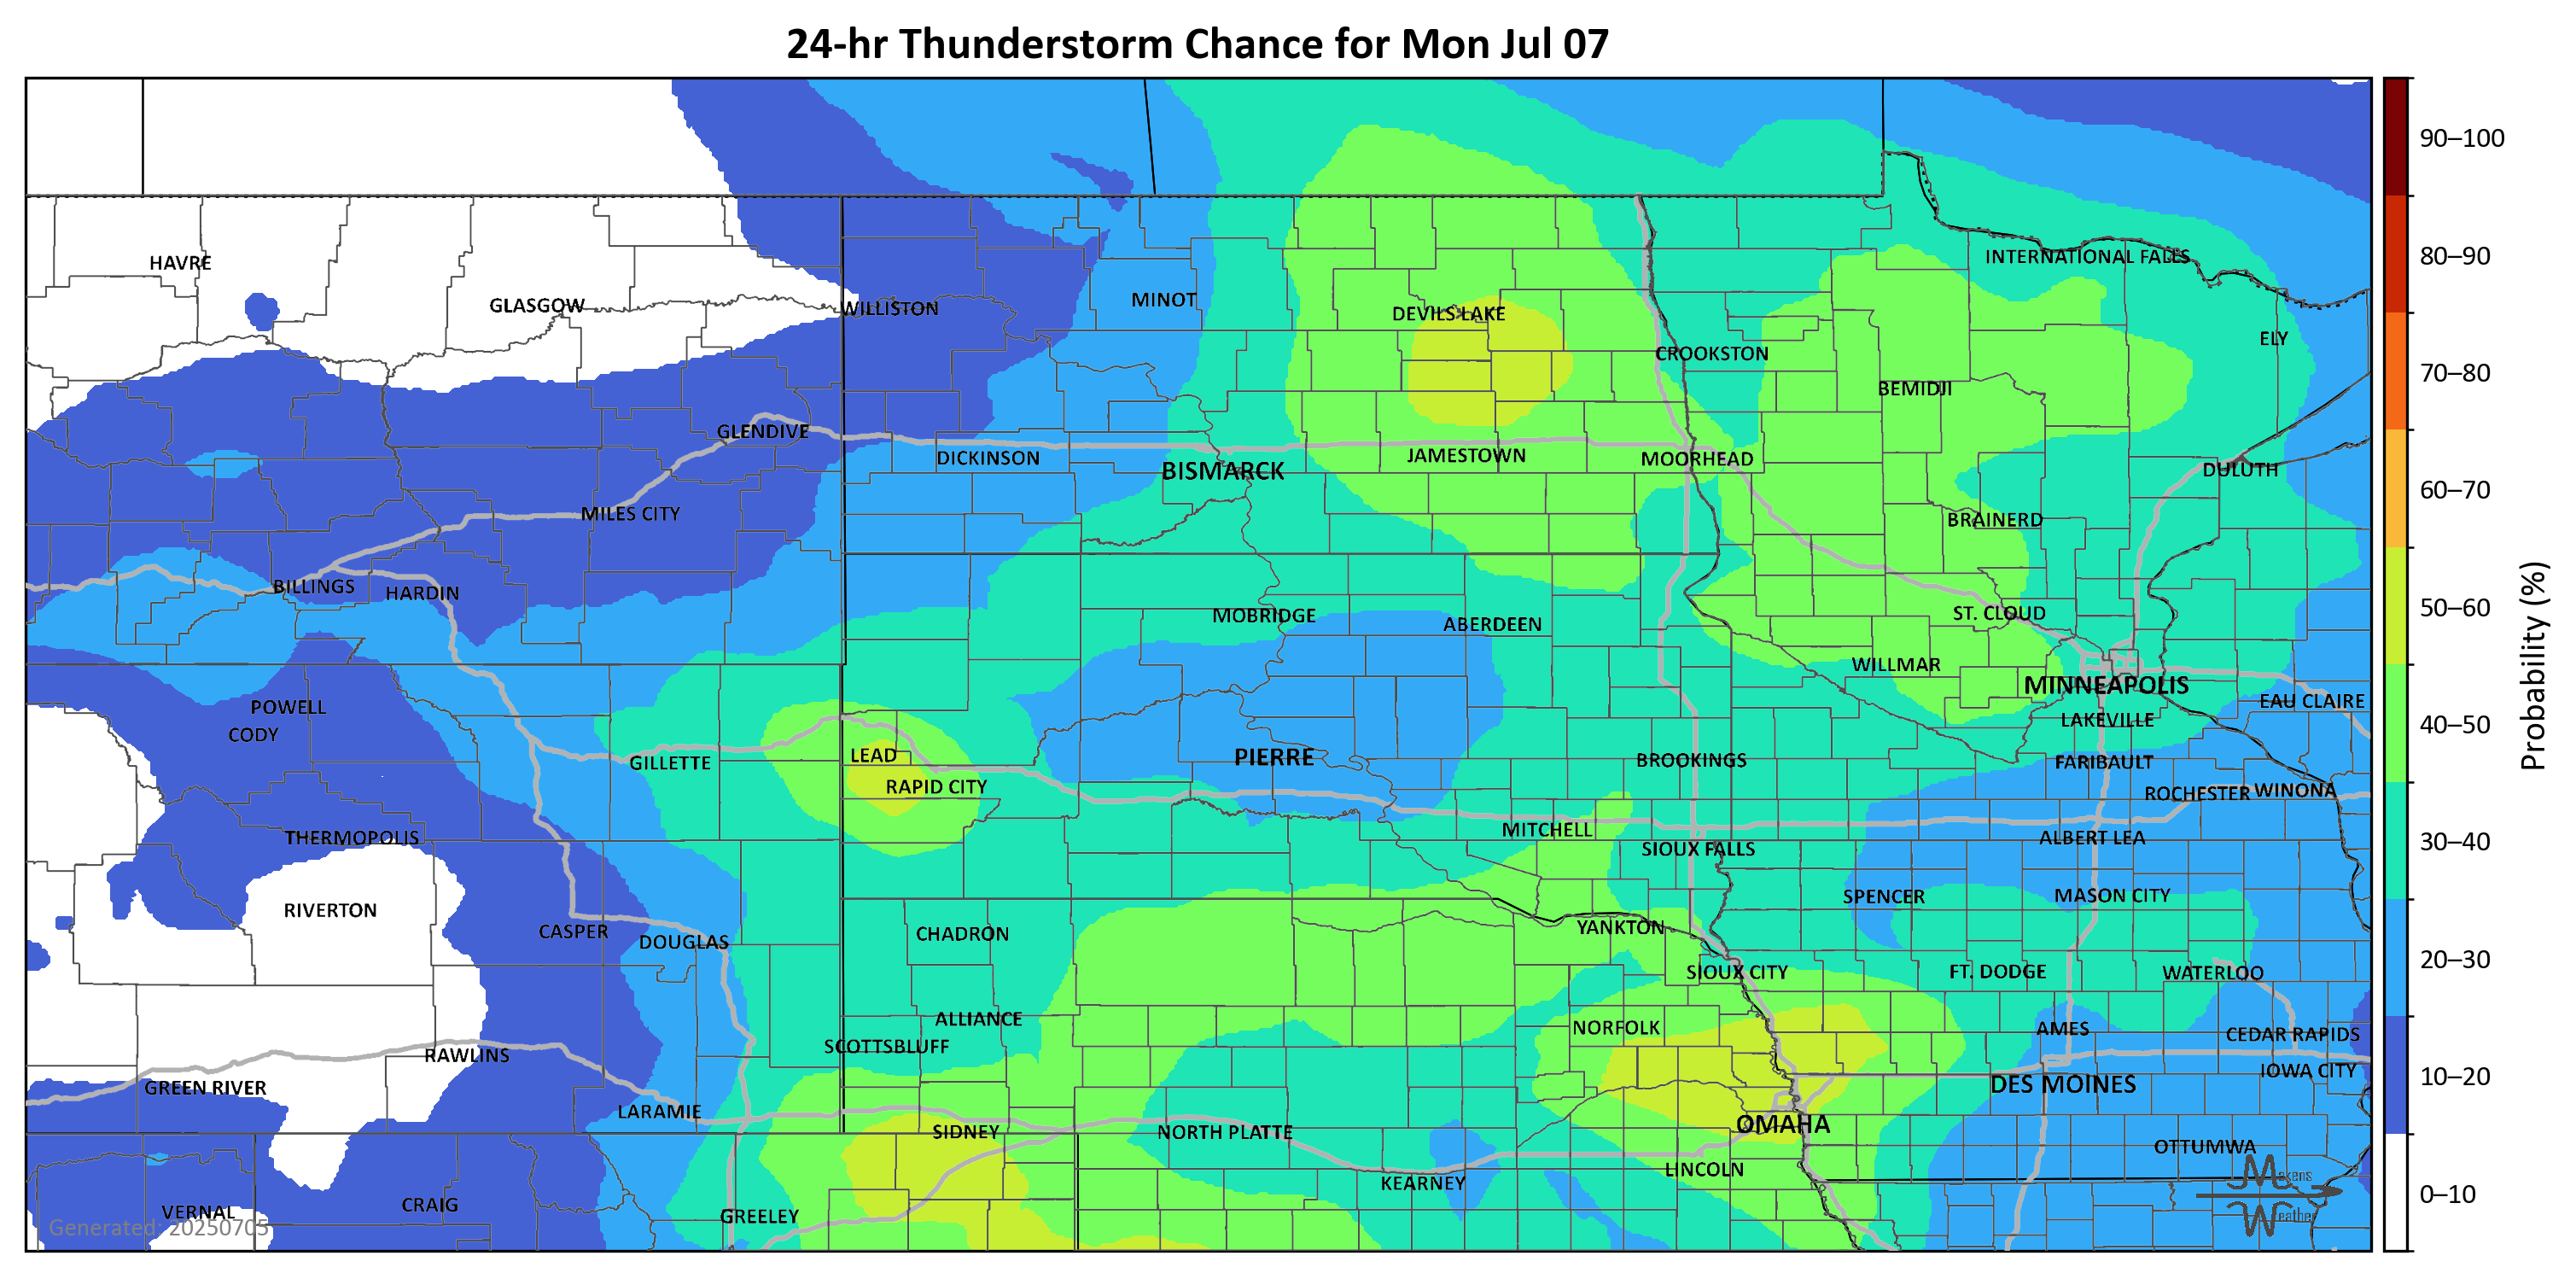 24-hr Thunderstorm Chance for Mon Jul 07
90–100
INTERNATIONAL FALLS
80–90
HAVRE
MINOT
GLASGOW
WILLISTON
DEVILS LAKE
ELY
CROOKSTON
70–80
BEMIDJI
GLENDIVE
DICKINSON
JAMESTOWN
MOORHEAD
BISMARCK
DULUTH
60–70
MILES CITY
BRAINERD
BILLINGS
HARDIN
50–60
MOBRIDGE
ABERDEEN
ST. CLOUD
WILLMAR
Probability (%)
MINNEAPOLIS
POWELL
EAU CLAIRE
LAKEVILLE
40–50
CODY
LEAD
PIERRE
GILLETTE
BROOKINGS
FARIBAULT
RAPID CITY
ROCHESTER
WINONA
MITCHELL
THERMOPOLIS
ALBERT LEA
30–40
SIOUX FALLS
SPENCER
MASON CITY
RIVERTON
YANKTON
CASPER
DOUGLAS
CHADRON
20–30
SIOUX CITY
FT. DODGE
WATERLOO
ALLIANCE
NORFOLK
AMES
CEDAR RAPIDS
SCOTTSBLUFF
RAWLINS
IOWA CITY
10–20
GREEN RIVER
DES MOINES
LARAMIE
OMAHA
SIDNEY
NORTH PLATTE
OTTUMWA
LINCOLN
KEARNEY
Makens
Weather
0–10
CRAIG
VERNAL
GREELEY
Generated: 20250705